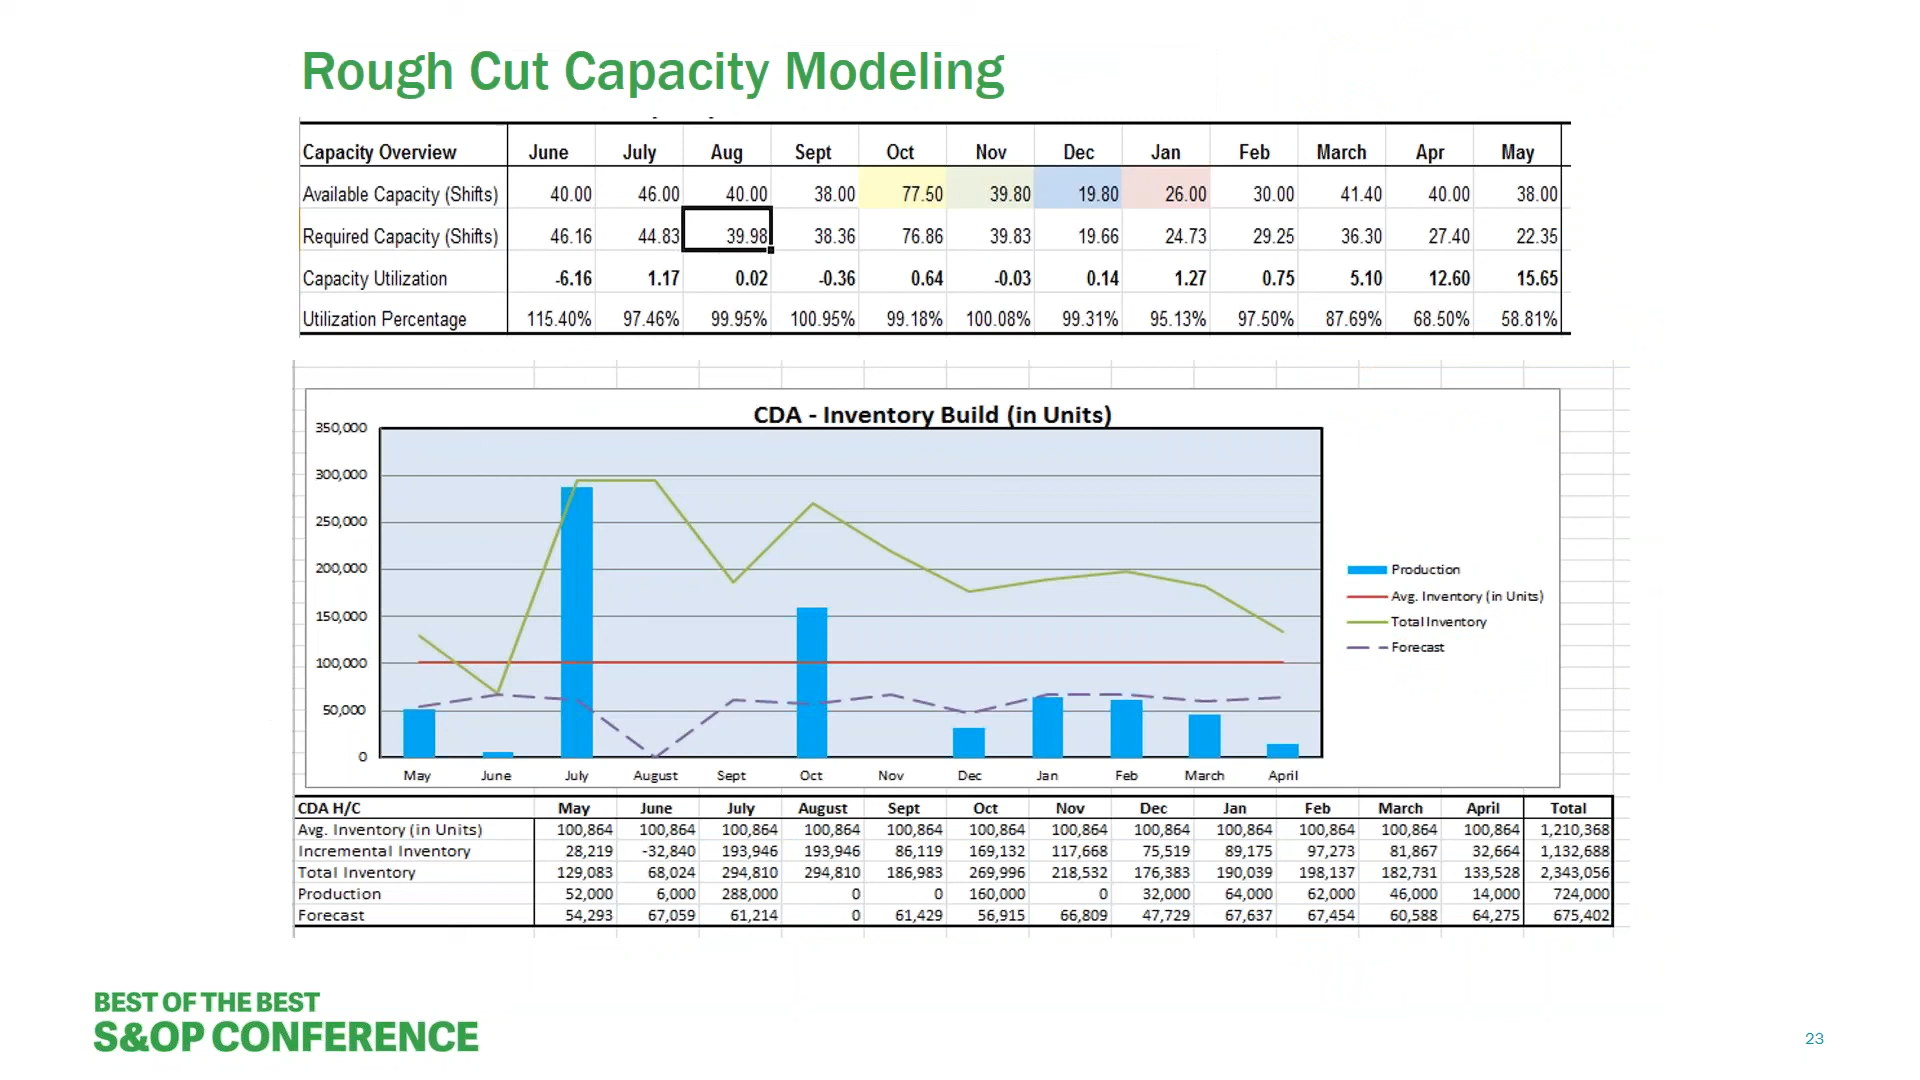 Rough Cut Capacity Modeling
Capacity Overview June July Aug Sept Oct Nov Dec Jan Feb March Apr May
Available Capacity (Shifts) 40.00 46.00 40.00 38.00 77.50 39.80 19.80 26.00 30.00 41.40 40.00 38.00
Required Capacity (Shifts) 46.16 44.83 39.98 38.36 76.86 39.83 19.66 24.73 29.25 36.30 27.40 22.35
Capacity Utilization -6.16 1.17 0.02 -0.36 0.64 -0.03 0.14 1.27 0.75 5.10 12.60 15.65
Utilization Percentage 115.40% 97.46% 99.95% 100.95% 99.18% 100.08% 99.31% 95.13% 97.50% 87.69% 68.50% 58.81%
CDA - Inventory Build (in Units)
350,000
300,000
250,000
200,000
150,000
100,000
50,000
0
May June July August Sept Oct Nov Dec Jan Feb March April
Production
Avg. Inventory (in Units)
Total Inventory
Forecast
CDA H/C May June July August Sept Oct Nov Dec Jan Feb March April Total
Avg. Inventory (in Units) 100,864 100,864 100,864 100,864 100,864 100,864 100,864 100,864 100,864 100,864 100,864 100,864 1,210,368
Incremental Inventory 28,219 -32,840 193,946 193,946 86,119 169,132 117,668 75,519 89,175 97,273 81,867 32,664 1,132,688
Total Inventory 129,083 68,024 294,810 294,810 186,983 269,996 218,532 176,383 190,039 198,137 182,731 133,528 2,343,056
Production 52,000 6,000 288,000 0 0 160,000 0 32,000 64,000 62,000 46,000 14,000 724,000
Forecast 54,293 67,059 61,214 0 61,429 56,915 66,809 47,729 67,637 67,454 60,588 64,275 675,402
BEST OF THE BEST
S&OP CONFERENCE
23